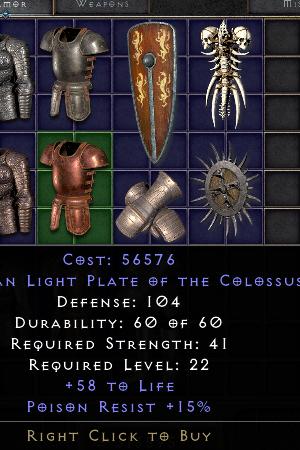 Weapons
Cost: 56576
Light Plate of the Colossus
Defense: 104
Durability: 60 of 60
Required Strength: 41
Required Level: 22
+58 to Life
Poison Resist +15%
Right Click to Buy